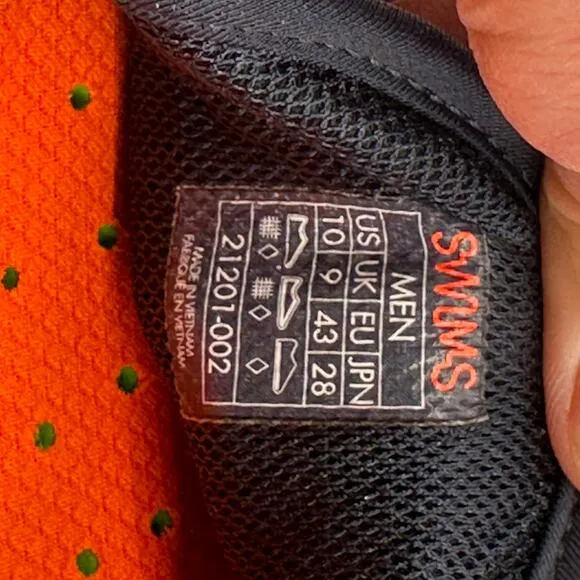 SWIMS
MEN
US UK EU JPN
10 9 43 28
21201-002
MADE IN VIETNAM
FABRIQUÉ EN VIETNAM